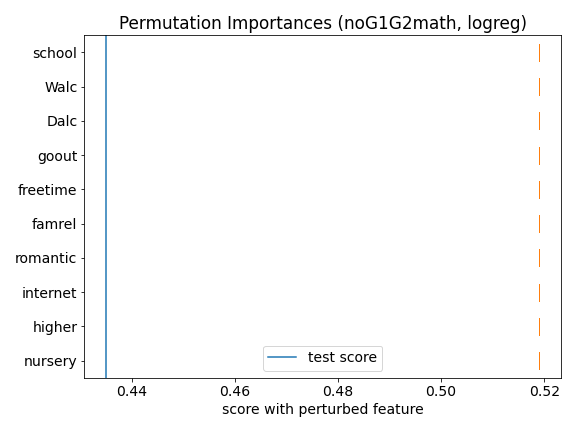 Permutation Importances (noG1G2math, logreg)
school
Walc
Dalc
goout
freetime
famrel
romantic
internet
higher
nursery
test score
0.44 0.46 0.48 0.50 0.52
score with perturbed feature